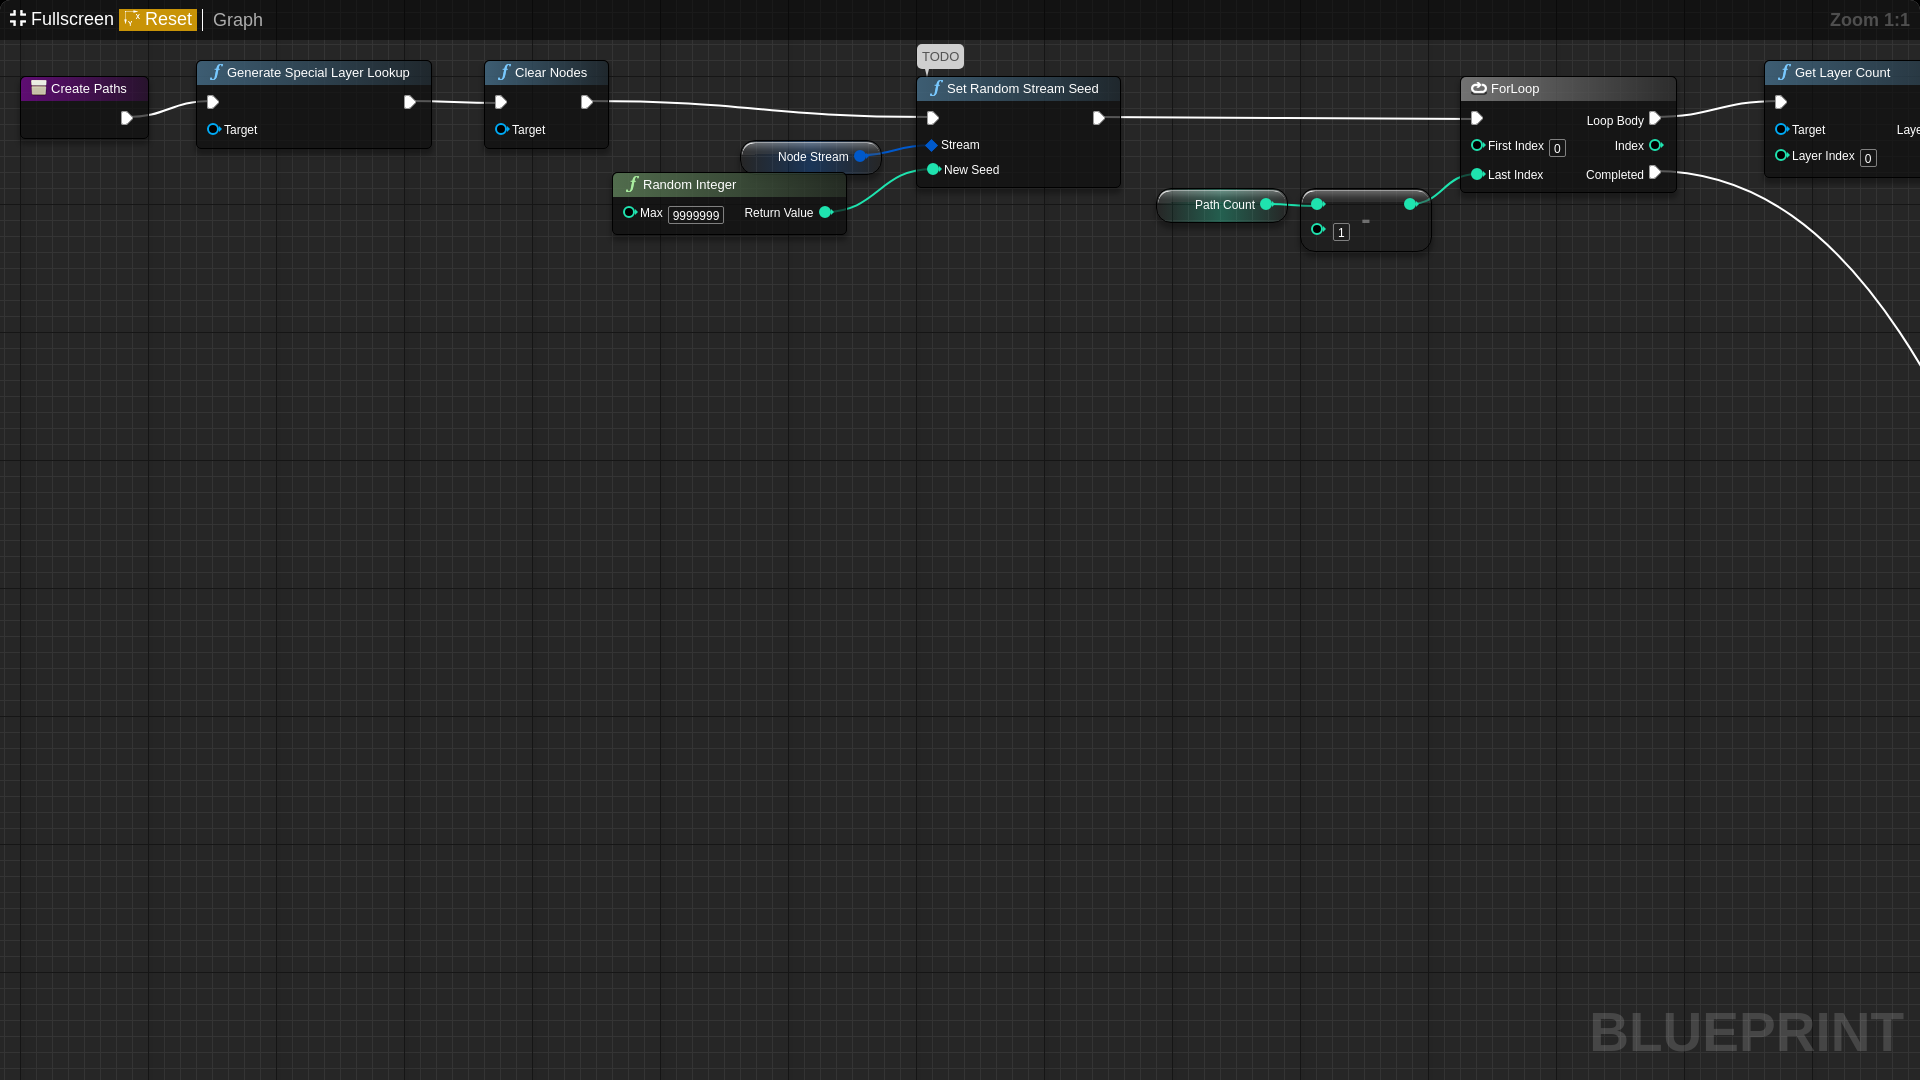 Fullscreen Reset Graph Zoom 1:1
TODO
Create Paths
Generate Special Layer Lookup
Target
Clear Nodes
Target
Node Stream
Random Integer
Max 9999999 Return Value
Set Random Stream Seed
Stream
New Seed
Path Count
1 -
ForLoop
Loop Body
First Index 0 Index
Last Index Completed
Get Layer Count
Target Laye
Layer Index 0
BLUEPRINT